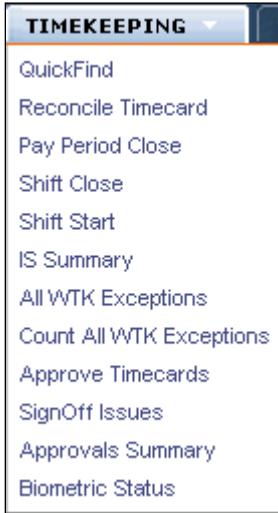 TIMEKEEPING
QuickFind
Reconcile Timecard
Pay Period Close
Shift Close
Shift Start
IS Summary
All WTK Exceptions
Count All WTK Exceptions
Approve Timecards
SignOff Issues
Approvals Summary
Biometric Status